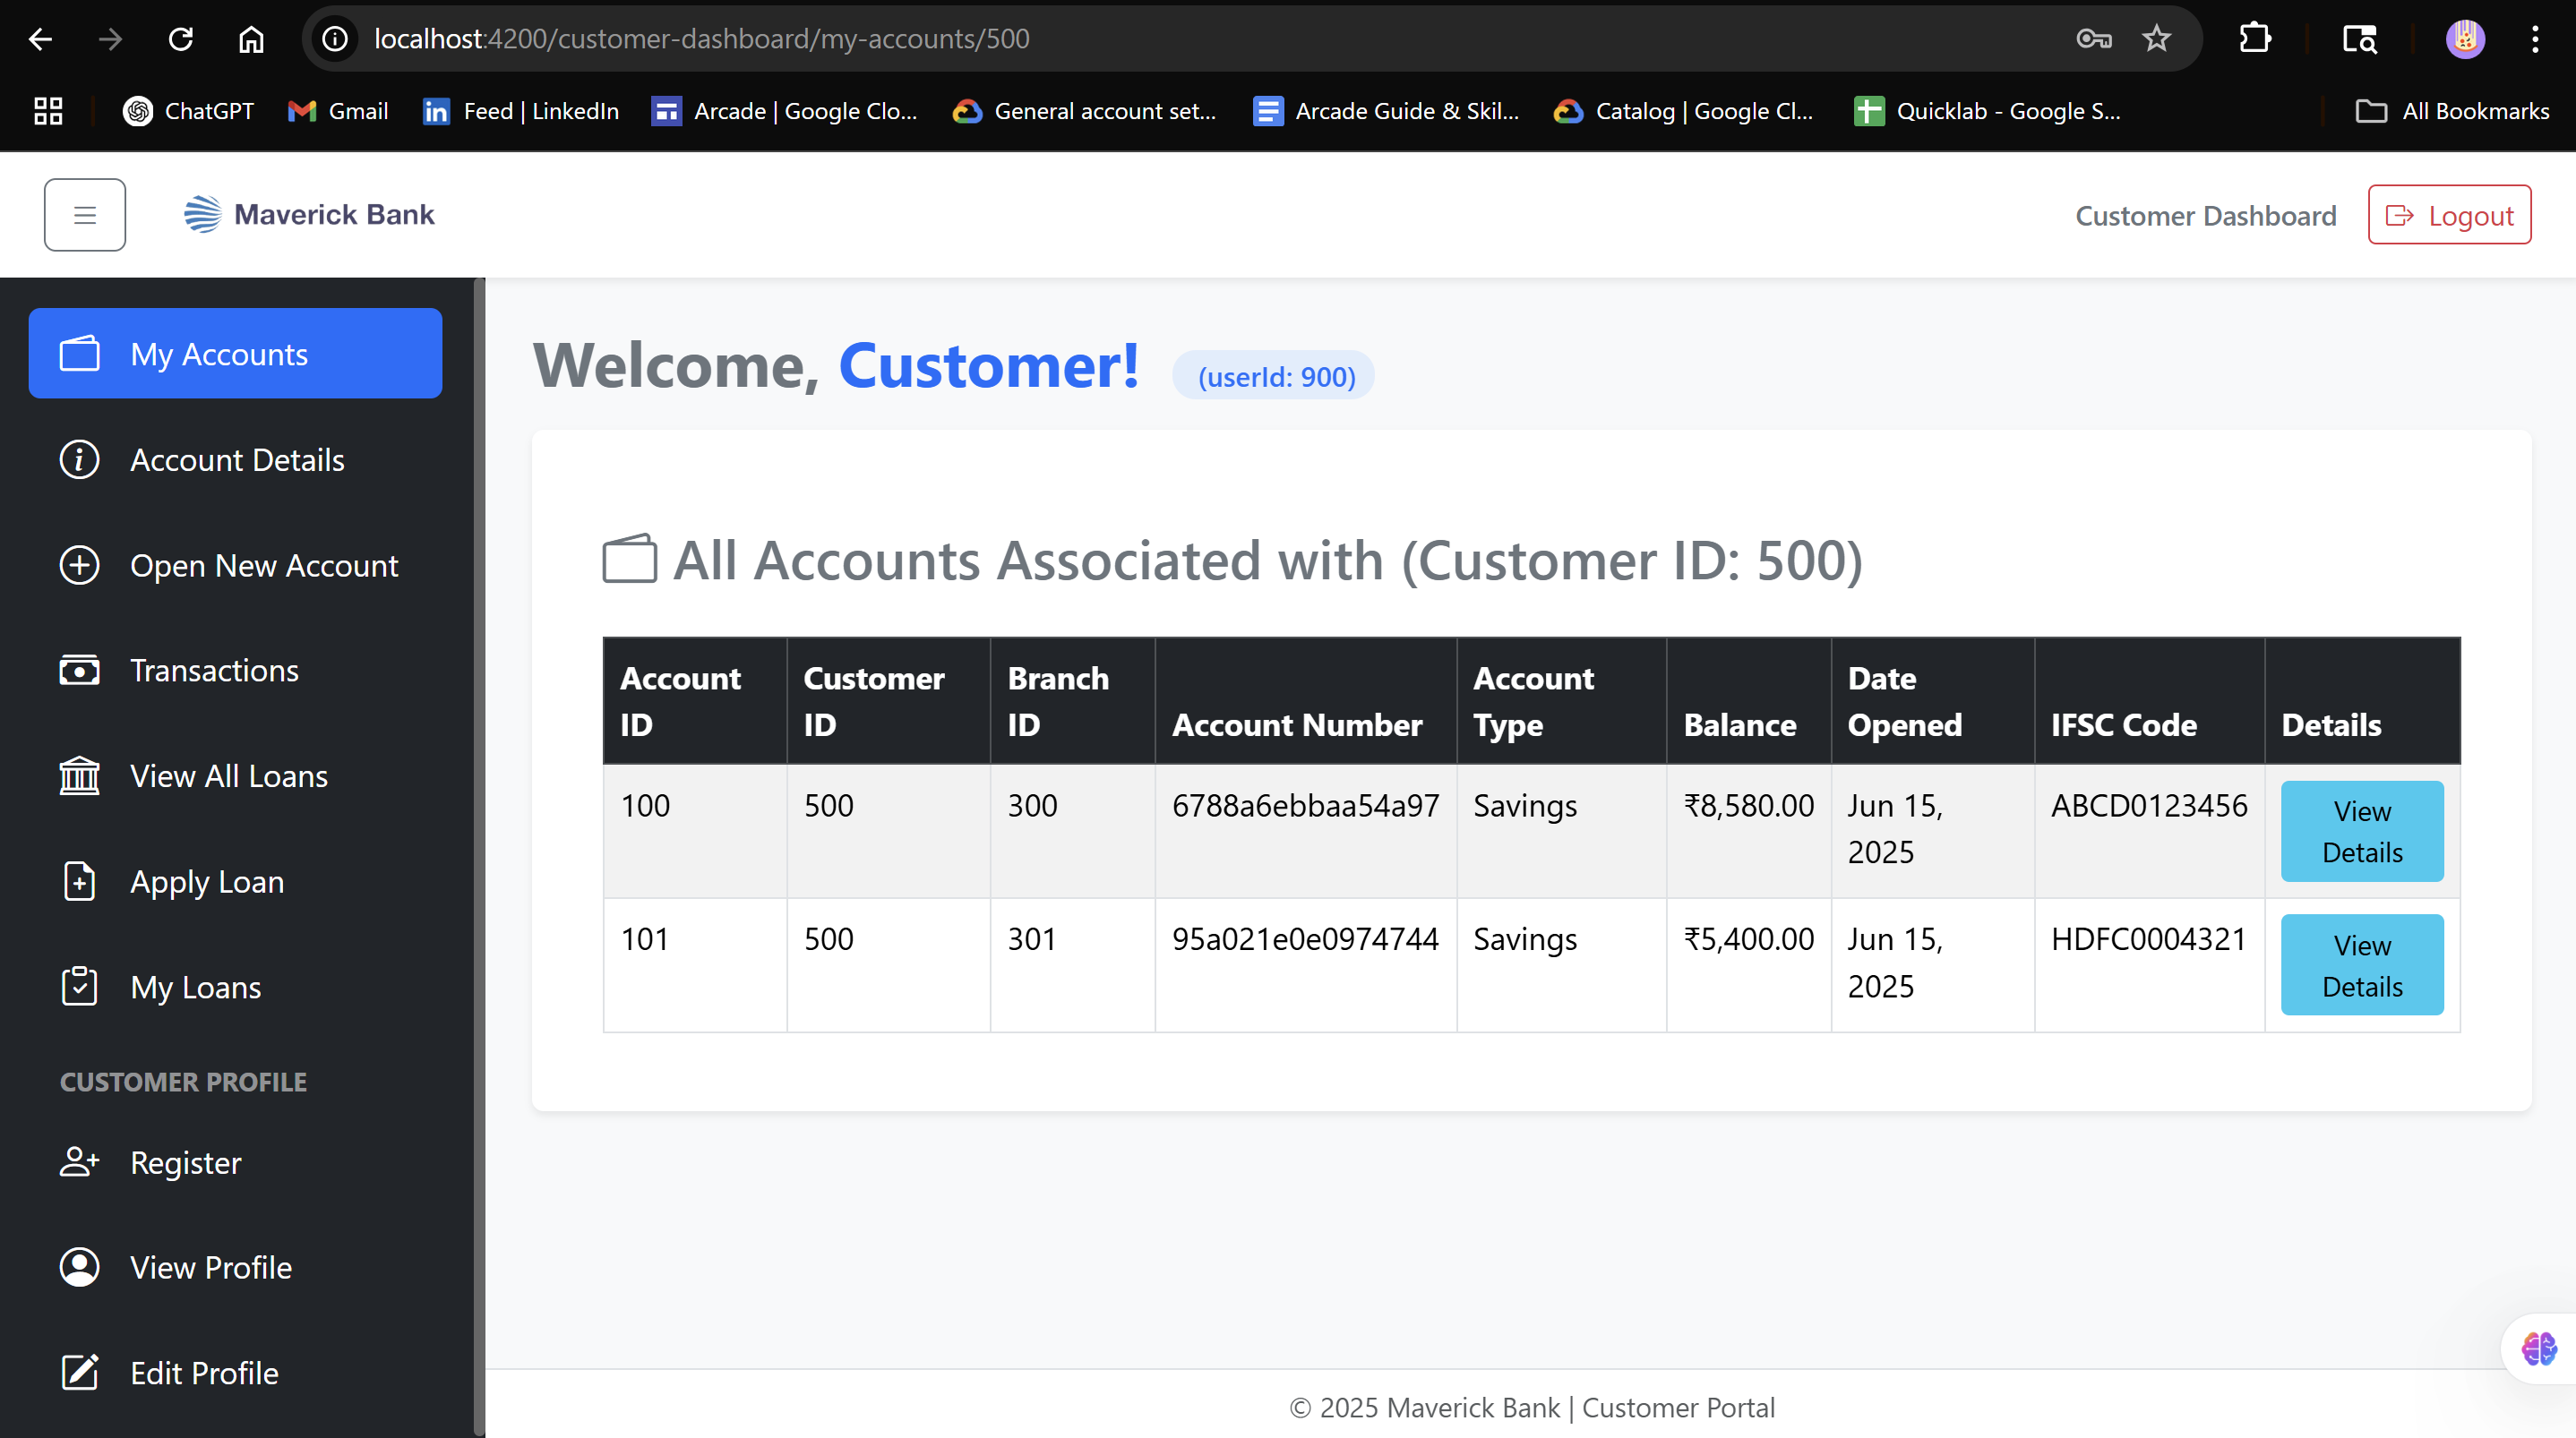 localhost:4200/customer-dashboard/my-accounts/500
ChatGPT
Gmail
Feed | LinkedIn
Arcade | Google Clo...
General account set...
Arcade Guide & Skil...
Catalog | Google Cl...
Quicklab - Google S...
All Bookmarks
Maverick Bank
Customer Dashboard
Logout
My Accounts
Account Details
Open New Account
Transactions
View All Loans
Apply Loan
My Loans
CUSTOMER PROFILE
Register
View Profile
Edit Profile
Welcome, Customer! (userId: 900)
All Accounts Associated with (Customer ID: 500)
Account ID Customer ID Branch ID Account Number Account Type Balance Date Opened IFSC Code Details
100 500 300 6788a6ebbaa54a97 Savings ₹8,580.00 Jun 15, 2025 ABCD0123456 View Details
101 500 301 95a021e0e0974744 Savings ₹5,400.00 Jun 15, 2025 HDFC0004321 View Details
© 2025 Maverick Bank | Customer Portal